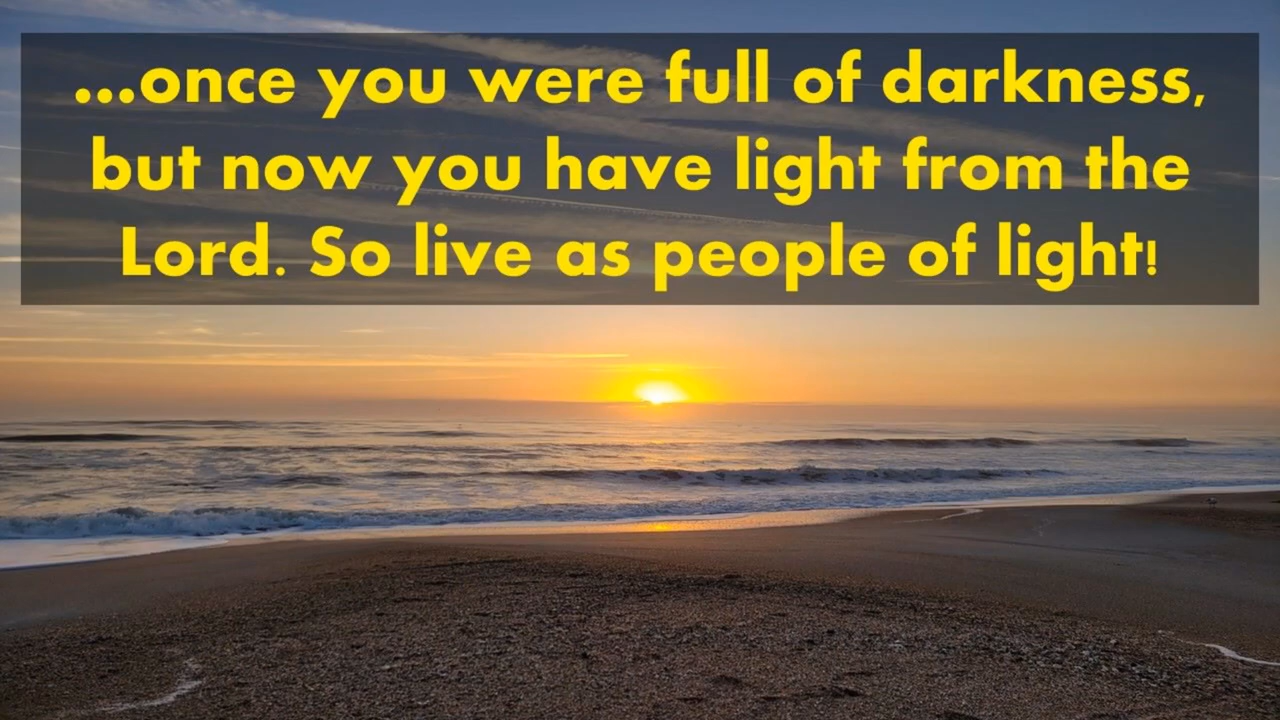 ...once you were full of darkness,
but now you have light from the
Lord. So live as people of light!